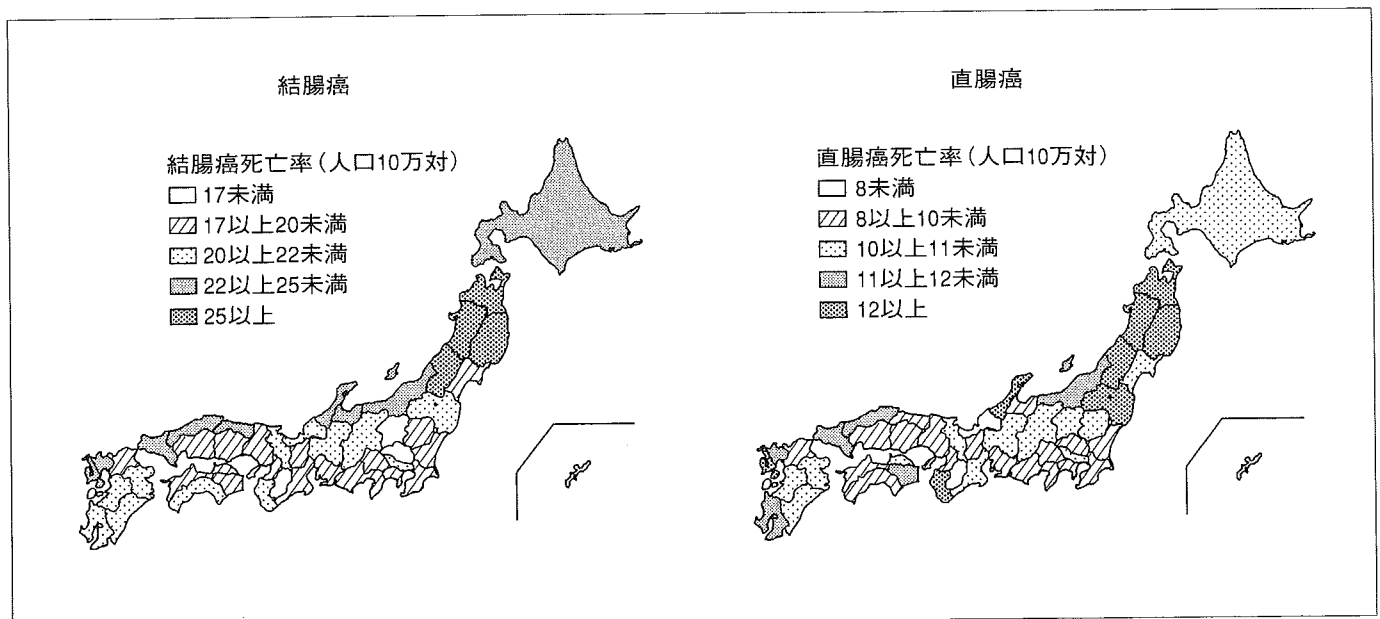 結腸癌
結腸癌死亡率（人口10万対）
17未満
17以上20未満
20以上22未満
22以上25未満
25以上
直腸癌
直腸癌死亡率（人口10万対）
8未満
8以上10未満
10以上11未満
11以上12未満
12以上